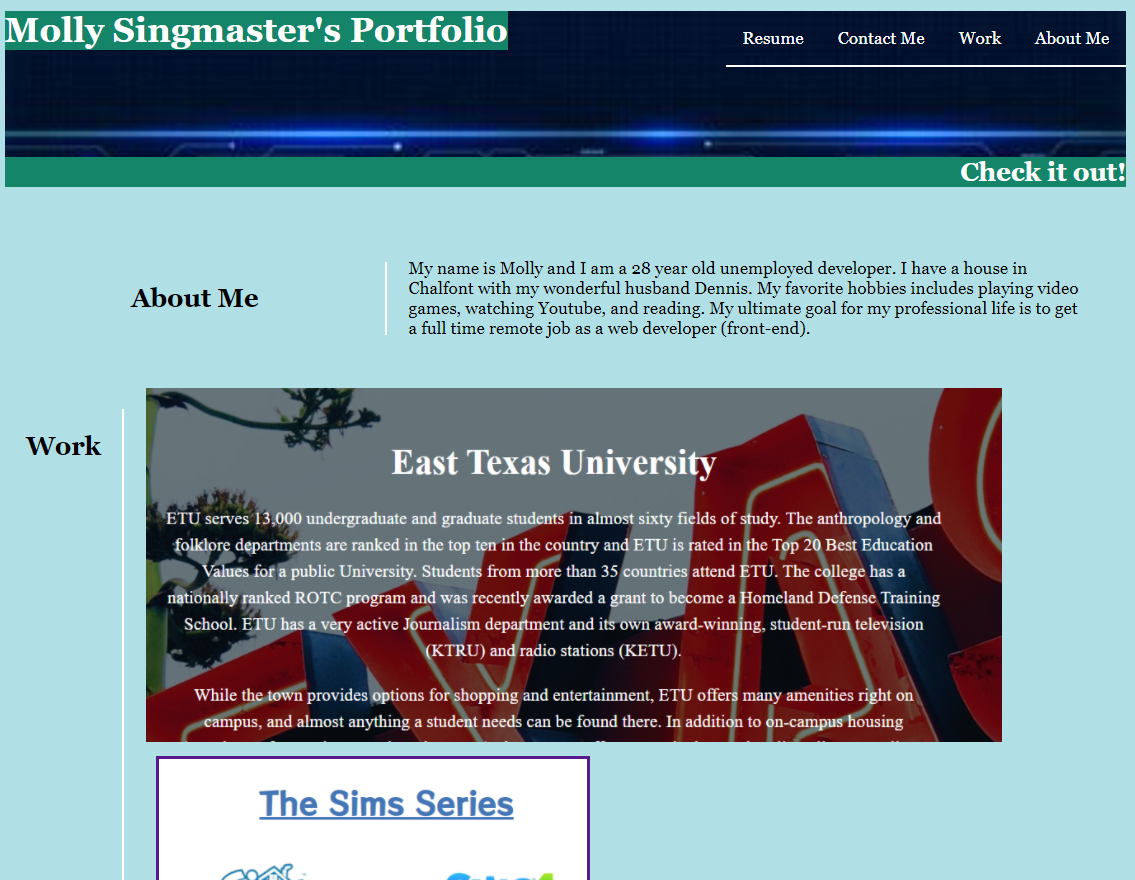 Molly Singmaster's Portfolio
Resume Contact Me Work About Me
Check it out!
About Me
My name is Molly and I am a 28 year old unemployed developer. I have a house in
Chalfont with my wonderful husband Dennis. My favorite hobbies includes playing video
games, watching Youtube, and reading. My ultimate goal for my professional life is to get
a full time remote job as a web developer (front-end).
Work
East Texas University
ETU serves 13,000 undergraduate and graduate students in almost sixty fields of study. The anthropology and
folklore departments are ranked in the top ten in the country and ETU is rated in the Top 20 Best Education
Values for a public University. Students from more than 35 countries attend ETU. The college has a
nationally ranked ROTC program and was recently awarded a grant to become a Homeland Defense Training
School. ETU has a very active Journalism department and its own award-winning, student-run television
(KTRU) and radio stations (KETU).
While the town provides options for shopping and entertainment, ETU offers many amenities right on
campus, and almost anything a student needs can be found there. In addition to on-campus housing
The Sims Series